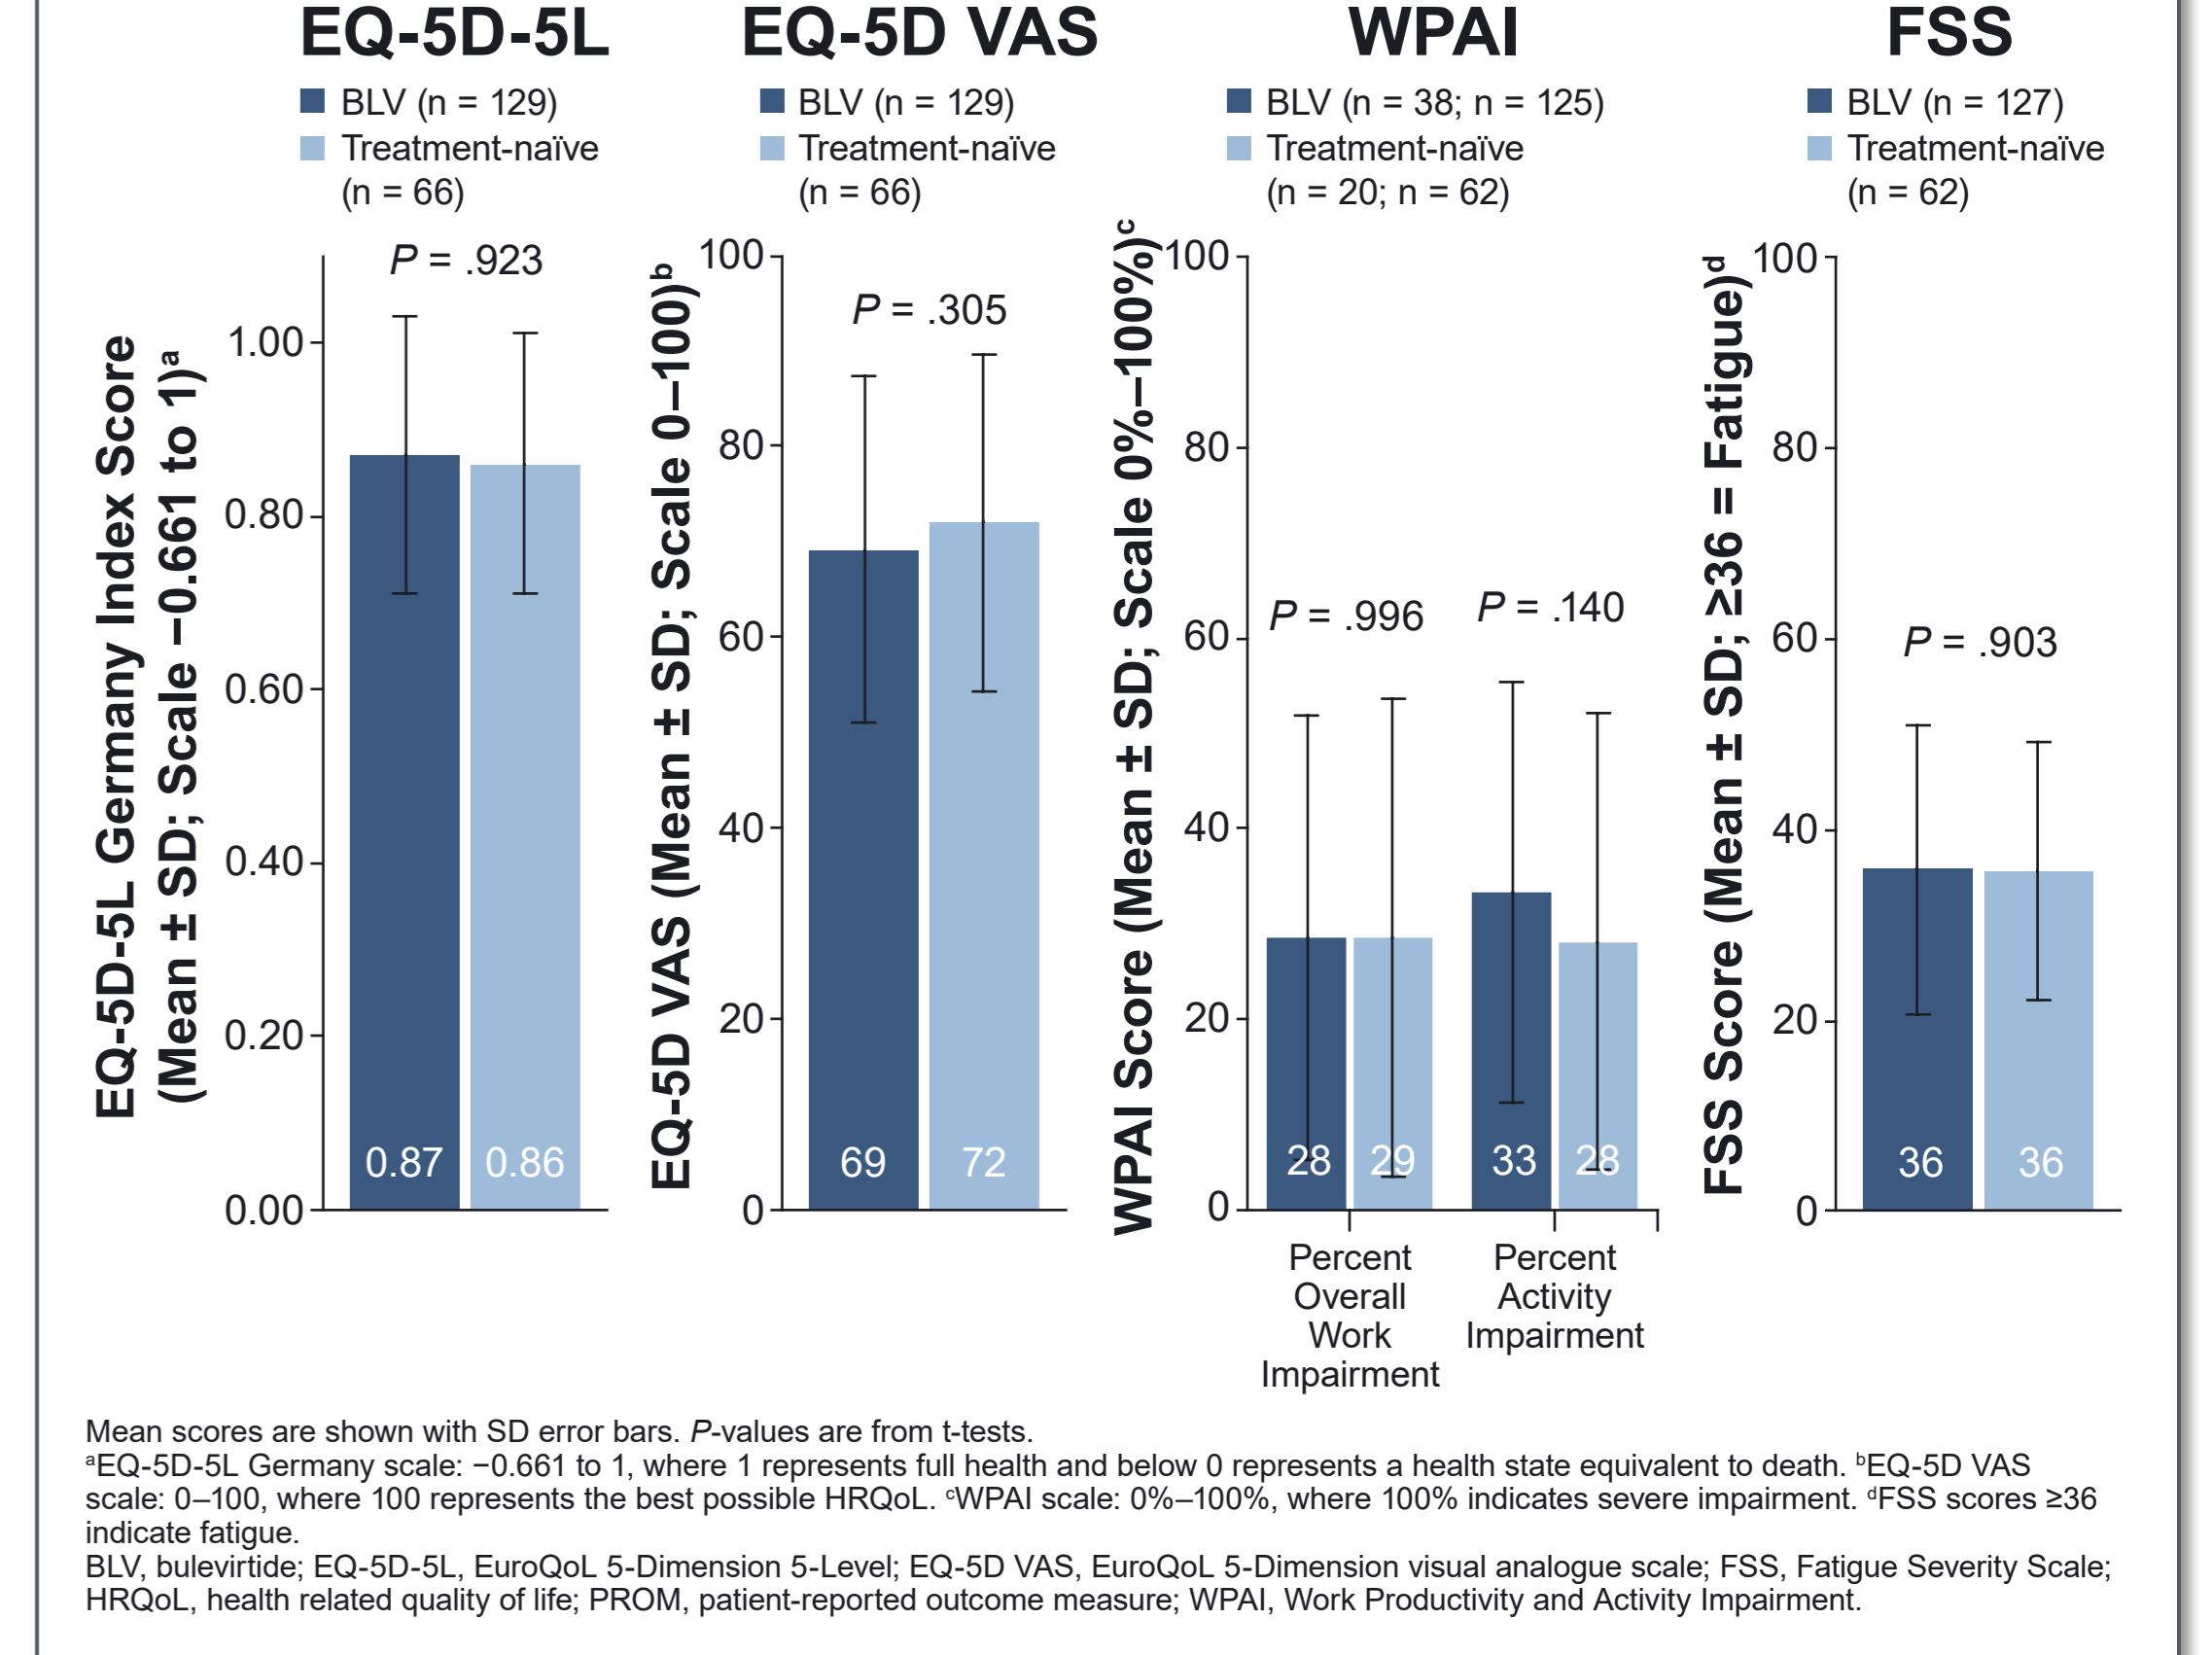 EQ-5D-5L
BLV (n = 129)
Treatment-naïve
(n = 66)
EQ-5D-5L Germany Index Score
(Mean ± SD; Scale −0.661 to 1)ᵃ
P = .923
1.00
0.80
0.60
0.40
0.20
0.00
0.87
0.86
EQ-5D VAS
BLV (n = 129)
Treatment-naïve
(n = 66)
EQ-5D VAS (Mean ± SD; Scale 0–100)ᵇ
P = .305
100
80
60
40
20
0
69
72
WPAI
BLV (n = 38; n = 125)
Treatment-naïve
(n = 20; n = 62)
WPAI Score (Mean ± SD; Scale 0%–100%)ᶜ
100
80
60
40
20
0
P = .996
P = .140
28
29
33
28
Percent
Overall
Work
Impairment
Percent
Activity
Impairment
FSS
BLV (n = 127)
Treatment-naïve
(n = 62)
FSS Score (Mean ± SD; ≥36 = Fatigue)ᵈ
100
80
60
40
20
0
P = .903
36
36
Mean scores are shown with SD error bars. P-values are from t-tests.
ᵃEQ-5D-5L Germany scale: −0.661 to 1, where 1 represents full health and below 0 represents a health state equivalent to death. ᵇEQ-5D VAS
scale: 0–100, where 100 represents the best possible HRQoL. ᶜWPAI scale: 0%–100%, where 100% indicates severe impairment. ᵈFSS scores ≥36
indicate fatigue.
BLV, bulevirtide; EQ-5D-5L, EuroQoL 5-Dimension 5-Level; EQ-5D VAS, EuroQoL 5-Dimension visual analogue scale; FSS, Fatigue Severity Scale;
HRQoL, health related quality of life; PROM, patient-reported outcome measure; WPAI, Work Productivity and Activity Impairment.